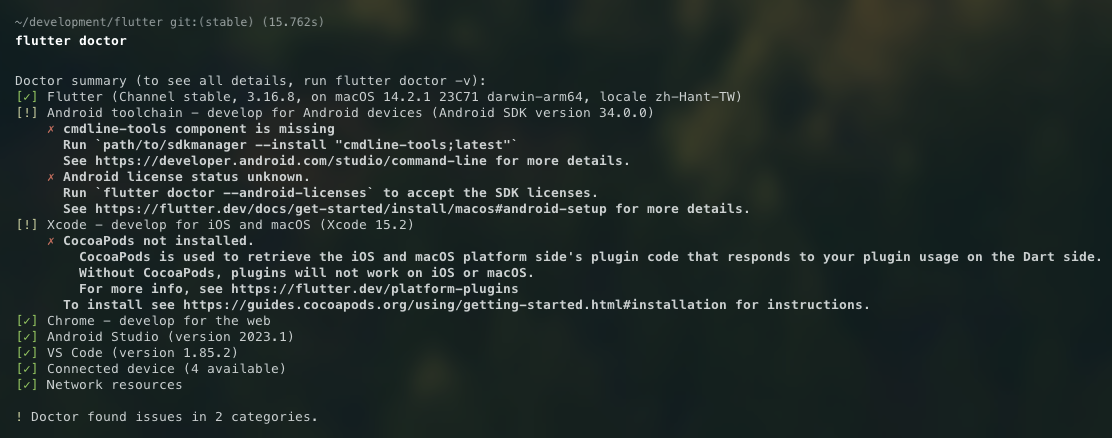 ~/development/flutter git:(stable) (15.762s)
flutter doctor
Doctor summary (to see all details, run flutter doctor -v):
[✓] Flutter (Channel stable, 3.16.8, on macOS 14.2.1 23C71 darwin-arm64, locale zh-Hant-TW)
[!] Android toolchain - develop for Android devices (Android SDK version 34.0.0)
✗ cmdline-tools component is missing
Run `path/to/sdkmanager --install "cmdline-tools;latest"`
See https://developer.android.com/studio/command-line for more details.
✗ Android license status unknown.
Run `flutter doctor --android-licenses` to accept the SDK licenses.
See https://flutter.dev/docs/get-started/install/macos#android-setup for more details.
[!] Xcode - develop for iOS and macOS (Xcode 15.2)
✗ CocoaPods not installed.
CocoaPods is used to retrieve the iOS and macOS platform side's plugin code that responds to your plugin usage on the Dart side.
Without CocoaPods, plugins will not work on iOS or macOS.
For more info, see https://flutter.dev/platform-plugins
To install see https://guides.cocoapods.org/using/getting-started.html#installation for instructions.
[✓] Chrome - develop for the web
[✓] Android Studio (version 2023.1)
[✓] VS Code (version 1.85.2)
[✓] Connected device (4 available)
[✓] Network resources
! Doctor found issues in 2 categories.